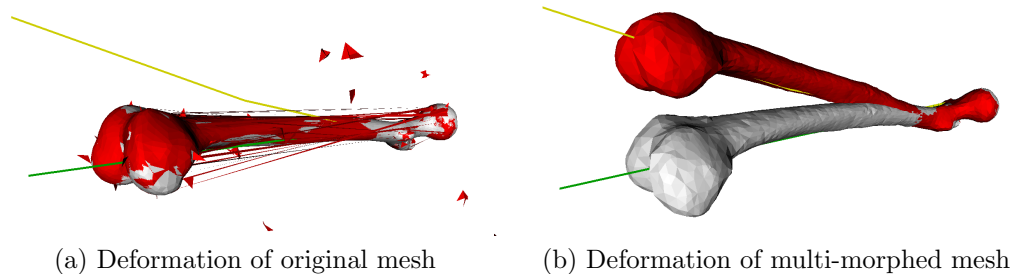 (a) Deformation of original mesh
(b) Deformation of multi-morphed mesh